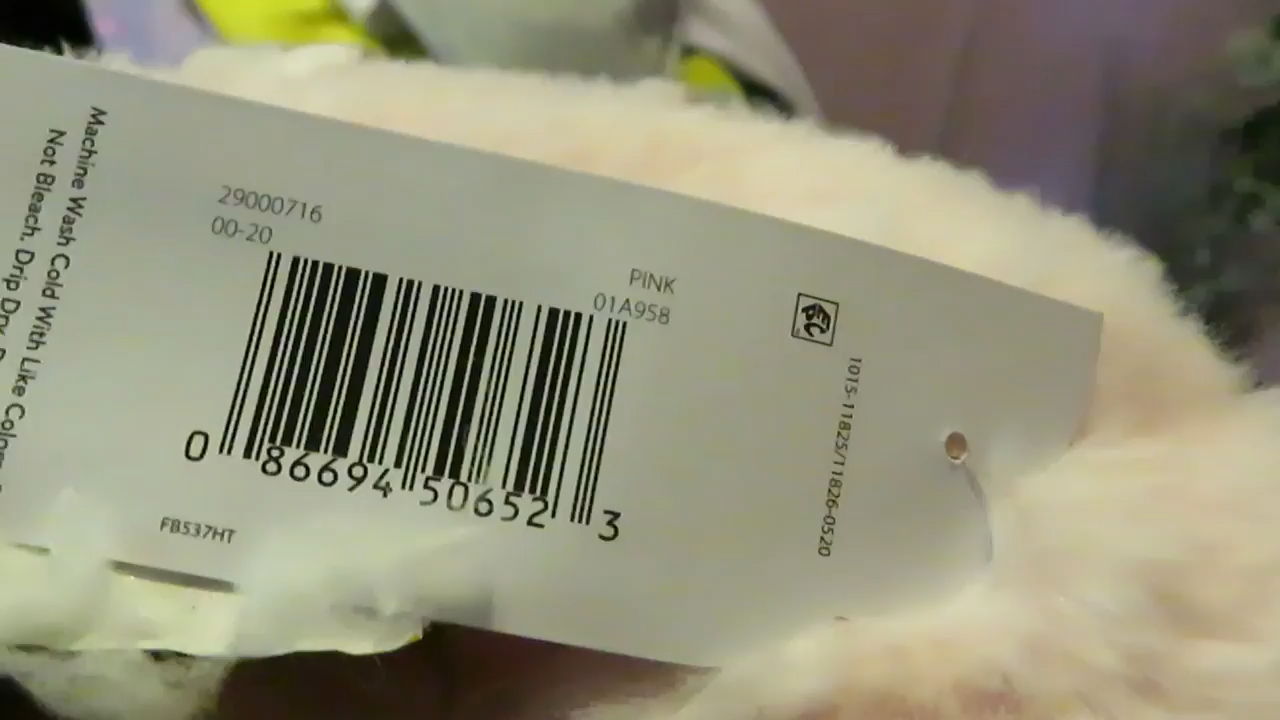 Machine Wash Cold With Like Colors
Not Bleach. Drip Dry.
29000716
00-20
PINK
01A958
0 86694 50652 3
FB537HT
EPC
1015-11825/11826-0520